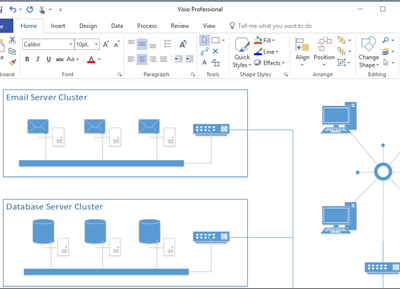 Visio Professional
Home Insert Design Data Process Review View Tell me what you want to do
Calibri 10pt.
Quick Styles Fill Line Effects
Align Position
Change Shape
Font Paragraph Tools Shape Styles Arrange Editing
Email Server Cluster
Database Server Cluster